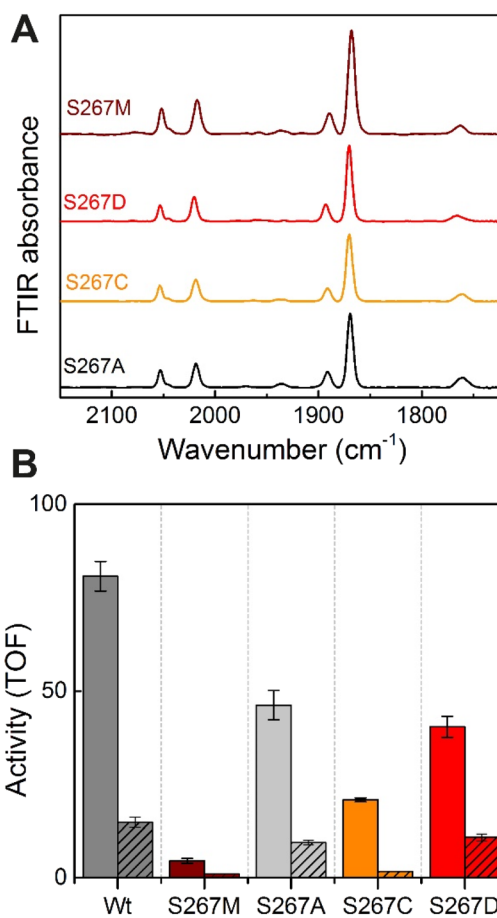 A
S267M
S267D
S267C
S267A
FTIR absorbance
2100 2000 1900 1800
Wavenumber (cm⁻¹)
B
100
50
0
Activity (TOF)
Wt S267M S267A S267C S267D